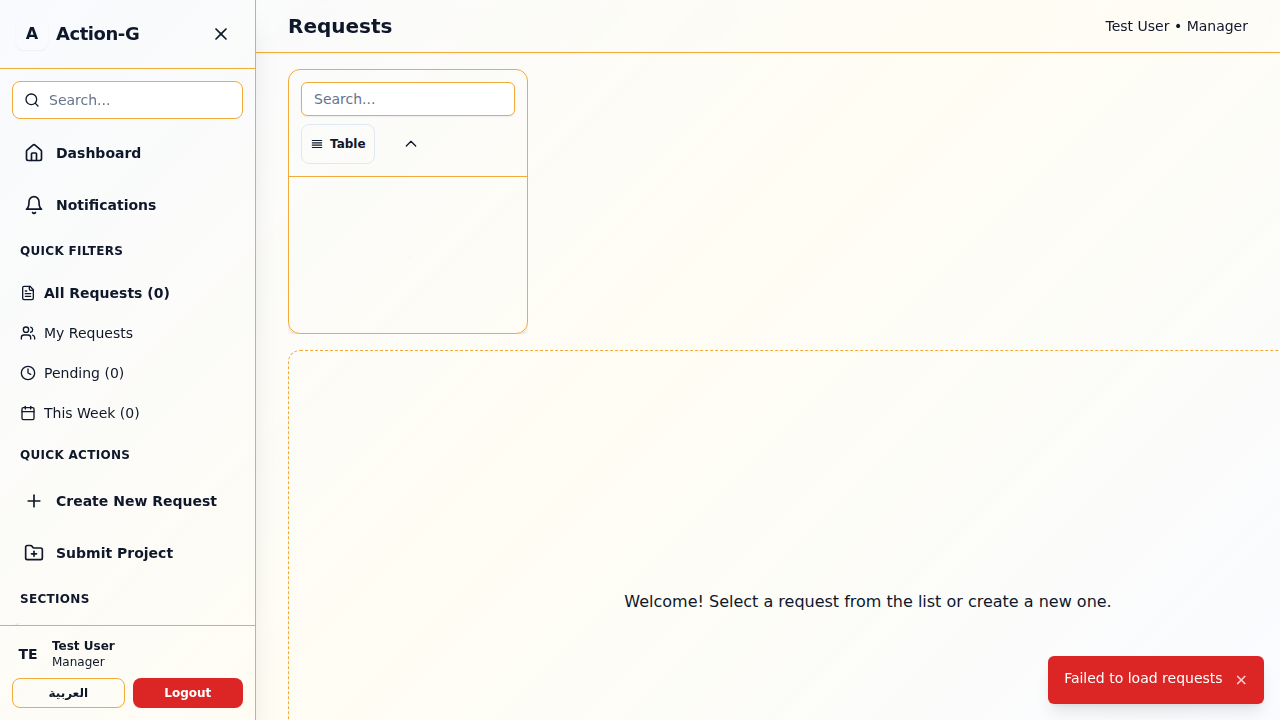 A
Action-G
Search...
Dashboard
Notifications
QUICK FILTERS
All Requests (0)
My Requests
Pending (0)
This Week (0)
QUICK ACTIONS
Create New Request
Submit Project
SECTIONS
TE
Test User
Manager
العربية
Logout
Requests
Test User • Manager
Search...
Table
Welcome! Select a request from the list or create a new one.
Failed to load requests